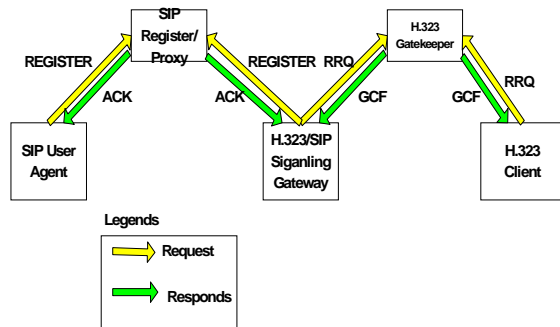 SIP
Register/
Proxy
H.323
Gatekeeper
REGISTER
REGISTER
RRQ
RRQ
ACK
ACK
GCF
GCF
SIP User
Agent
H.323/SIP
Siganling
Gateway
H.323
Client
Legends
Request
Responds